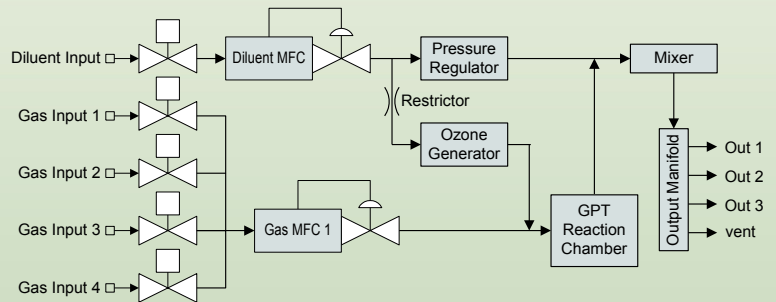 Diluent Input
Diluent MFC
Pressure
Regulator
Mixer
Gas Input 1
Restrictor
Ozone
Generator
Gas Input 2
Gas Input 3
Gas MFC 1
GPT
Reaction
Chamber
Output Manifold
Out 1
Out 2
Out 3
vent
Gas Input 4